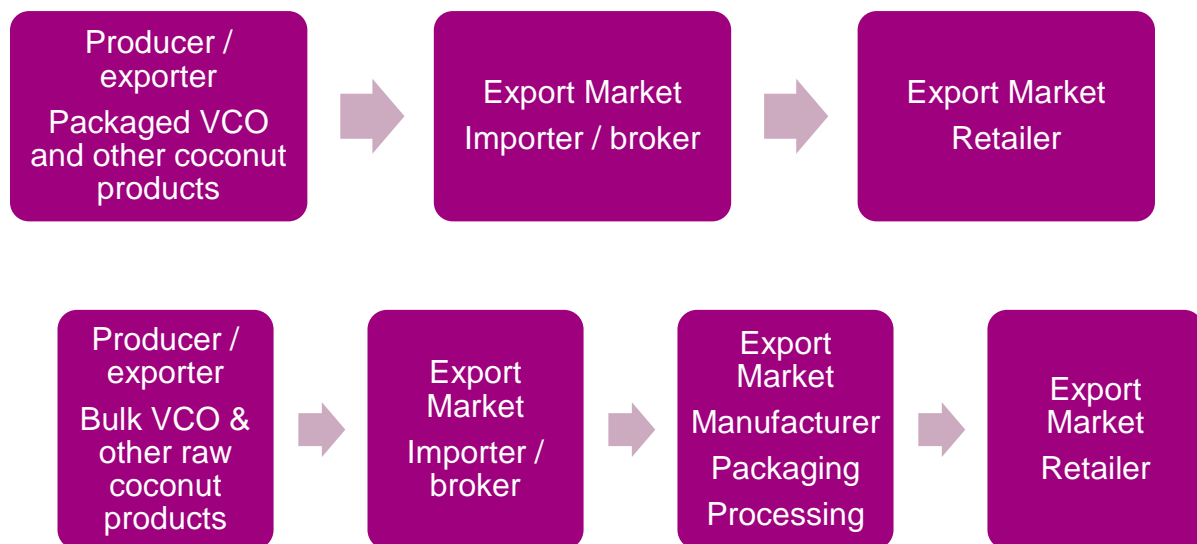 Producer /
exporter
Packaged VCO
and other coconut
products
Export Market
Importer / broker
Export Market
Retailer
Producer /
exporter
Bulk VCO &
other raw
coconut
products
Export
Market
Importer /
broker
Export
Market
Manufacturer
Packaging
Processing
Export
Market
Retailer